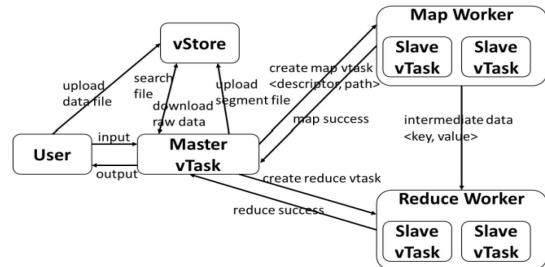 Map Worker
Slave
vTask
Slave
vTask
vStore
create map vtask
<descriptor, path>
upload
data file
search
file
download
raw data
upload
segment file
map success
intermediate data
<key, value>
User
input
output
Master
vTask
create reduce vtask
reduce success
Reduce Worker
Slave
vTask
Slave
vTask